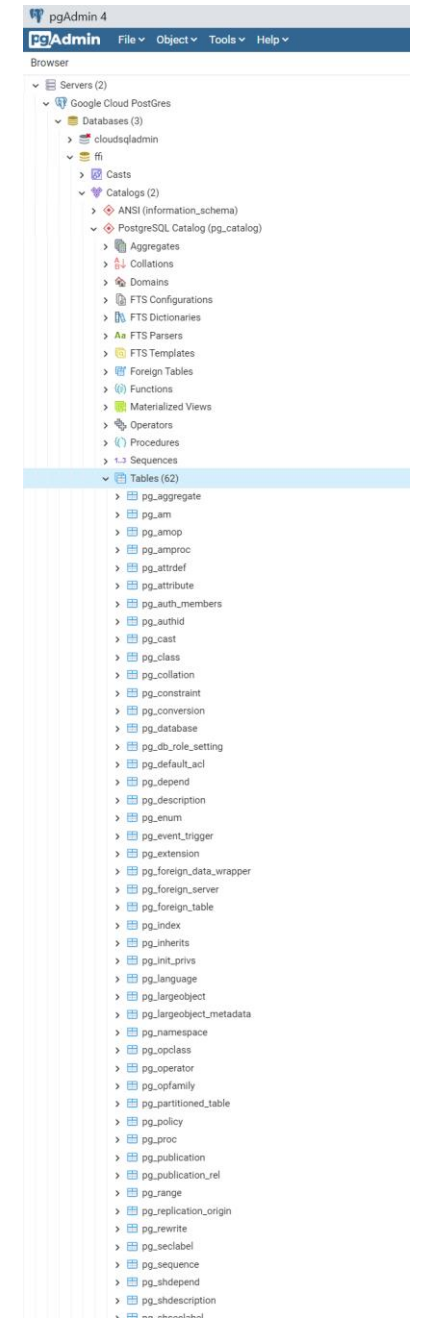 pgAdmin 4
pgAdmin File Object Tools Help
Browser
Servers (2)
Google Cloud PostGres
Databases (3)
cloudsqladmin
ffi
Casts
Catalogs (2)
ANSI (information_schema)
PostgreSQL Catalog (pg_catalog)
Aggregates
Collations
Domains
FTS Configurations
FTS Dictionaries
Aa FTS Parsers
FTS Templates
Foreign Tables
Functions
Materialized Views
Operators
Procedures
1..3 Sequences
Tables (62)
pg_aggregate
pg_am
pg_amop
pg_amproc
pg_attrdef
pg_attribute
pg_auth_members
pg_authid
pg_cast
pg_class
pg_collation
pg_constraint
pg_conversion
pg_database
pg_db_role_setting
pg_default_acl
pg_depend
pg_description
pg_enum
pg_event_trigger
pg_extension
pg_foreign_data_wrapper
pg_foreign_server
pg_foreign_table
pg_index
pg_inherits
pg_init_privs
pg_language
pg_largeobject
pg_largeobject_metadata
pg_namespace
pg_opclass
pg_operator
pg_opfamily
pg_partitioned_table
pg_policy
pg_proc
pg_publication
pg_publication_rel
pg_range
pg_replication_origin
pg_rewrite
pg_seclabel
pg_sequence
pg_shdepend
pg_shdescription